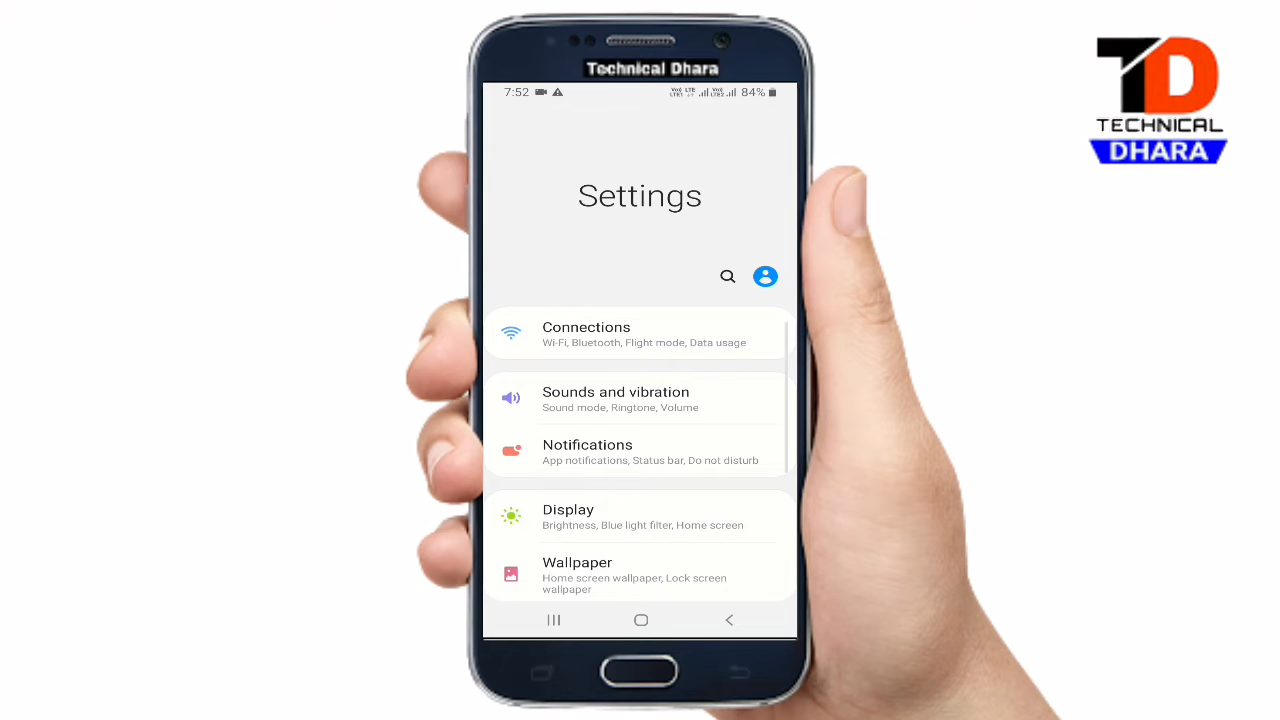 Technical Dhara
7:52
84%
TD
TECHNICAL
DHARA
Settings
Connections
Wi-Fi, Bluetooth, Flight mode, Data usage
Sounds and vibration
Sound mode, Ringtone, Volume
Notifications
App notifications, Status bar, Do not disturb
Display
Brightness, Blue light filter, Home screen
Wallpaper
Home screen wallpaper, Lock screen
wallpaper